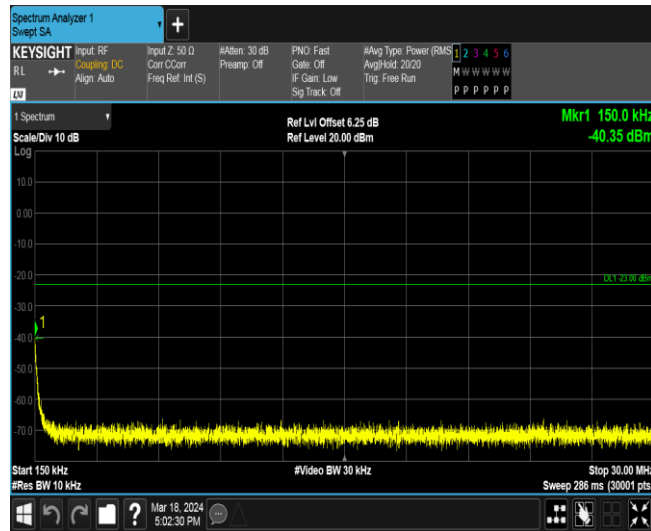 Spectrum Analyzer 1
Swept SA
+
KEYSIGHT
RL
LXI
Input: RF
Coupling: DC
Align: Auto
Input Z: 50 Ω
Corr CCorr
Freq Ref: Int (S)
#Atten: 30 dB
Preamp: Off
PNO: Fast
Gate: Off
IF Gain: Low
Sig Track: Off
#Avg Type: Power (RMS
Avg|Hold: 20/20
Trig: Free Run
1 2 3 4 5 6
M W W W W W
P P P P P P
1 Spectrum
Scale/Div 10 dB
Log
Ref Lvl Offset 6.25 dB
Ref Level 20.00 dBm
Mkr1 150.0 kHz
-40.35 dBm
10.0
0.00
-10.0
-20.0
DL1 -23.00 dBm
-30.0
1
-40.0
-50.0
-60.0
-70.0
Start 150 kHz
#Res BW 10 kHz
#Video BW 30 kHz
Stop 30.00 MHz
Sweep 286 ms (30001 pts
?
Mar 18, 2024
5:02:30 PM